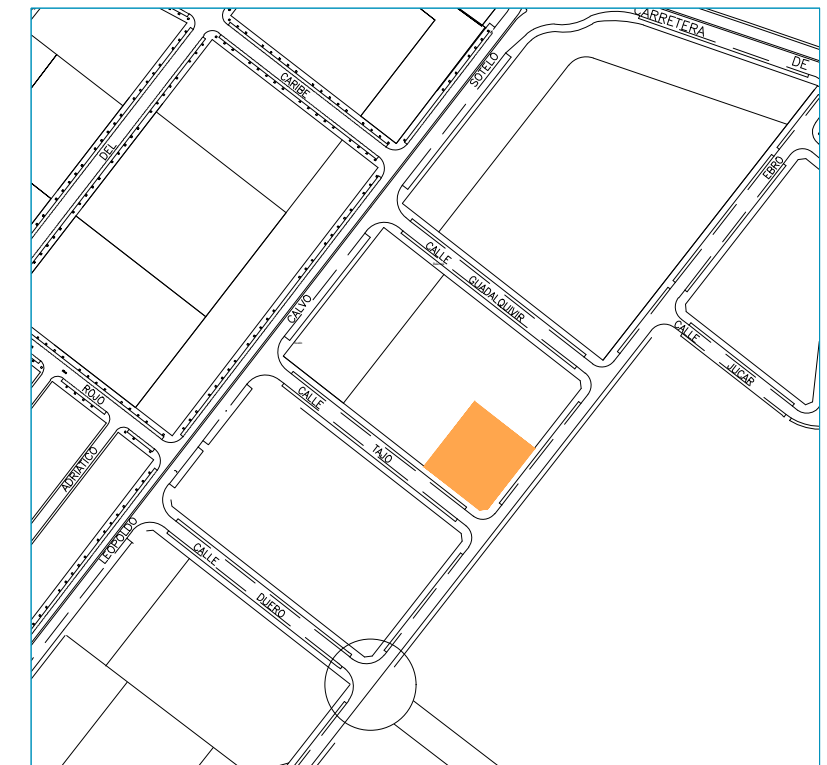 CARRETERA
DE
SOTELO
CARIBE
DEL
EBRO
CALLE
GUADALQUIVIR
CALVO
CALLE
JUCAR
CALLE
TAJO
ROJO
ADRIATICO
LEOPOLDO
CALLE
DUERO